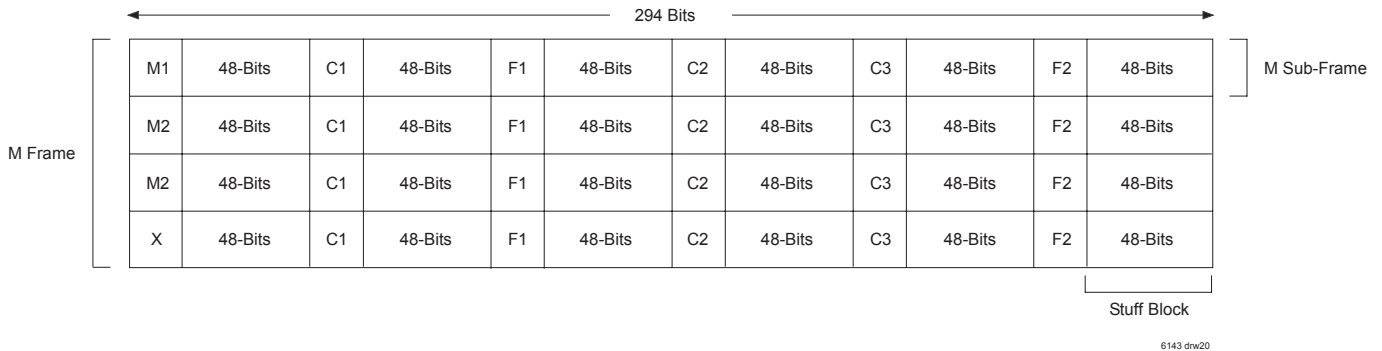 294 Bits
M1 48-Bits C1 48-Bits F1 48-Bits C2 48-Bits C3 48-Bits F2 48-Bits M Sub-Frame
M2 48-Bits C1 48-Bits F1 48-Bits C2 48-Bits C3 48-Bits F2 48-Bits
M Frame
M2 48-Bits C1 48-Bits F1 48-Bits C2 48-Bits C3 48-Bits F2 48-Bits
X 48-Bits C1 48-Bits F1 48-Bits C2 48-Bits C3 48-Bits F2 48-Bits
Stuff Block
6143 drw20